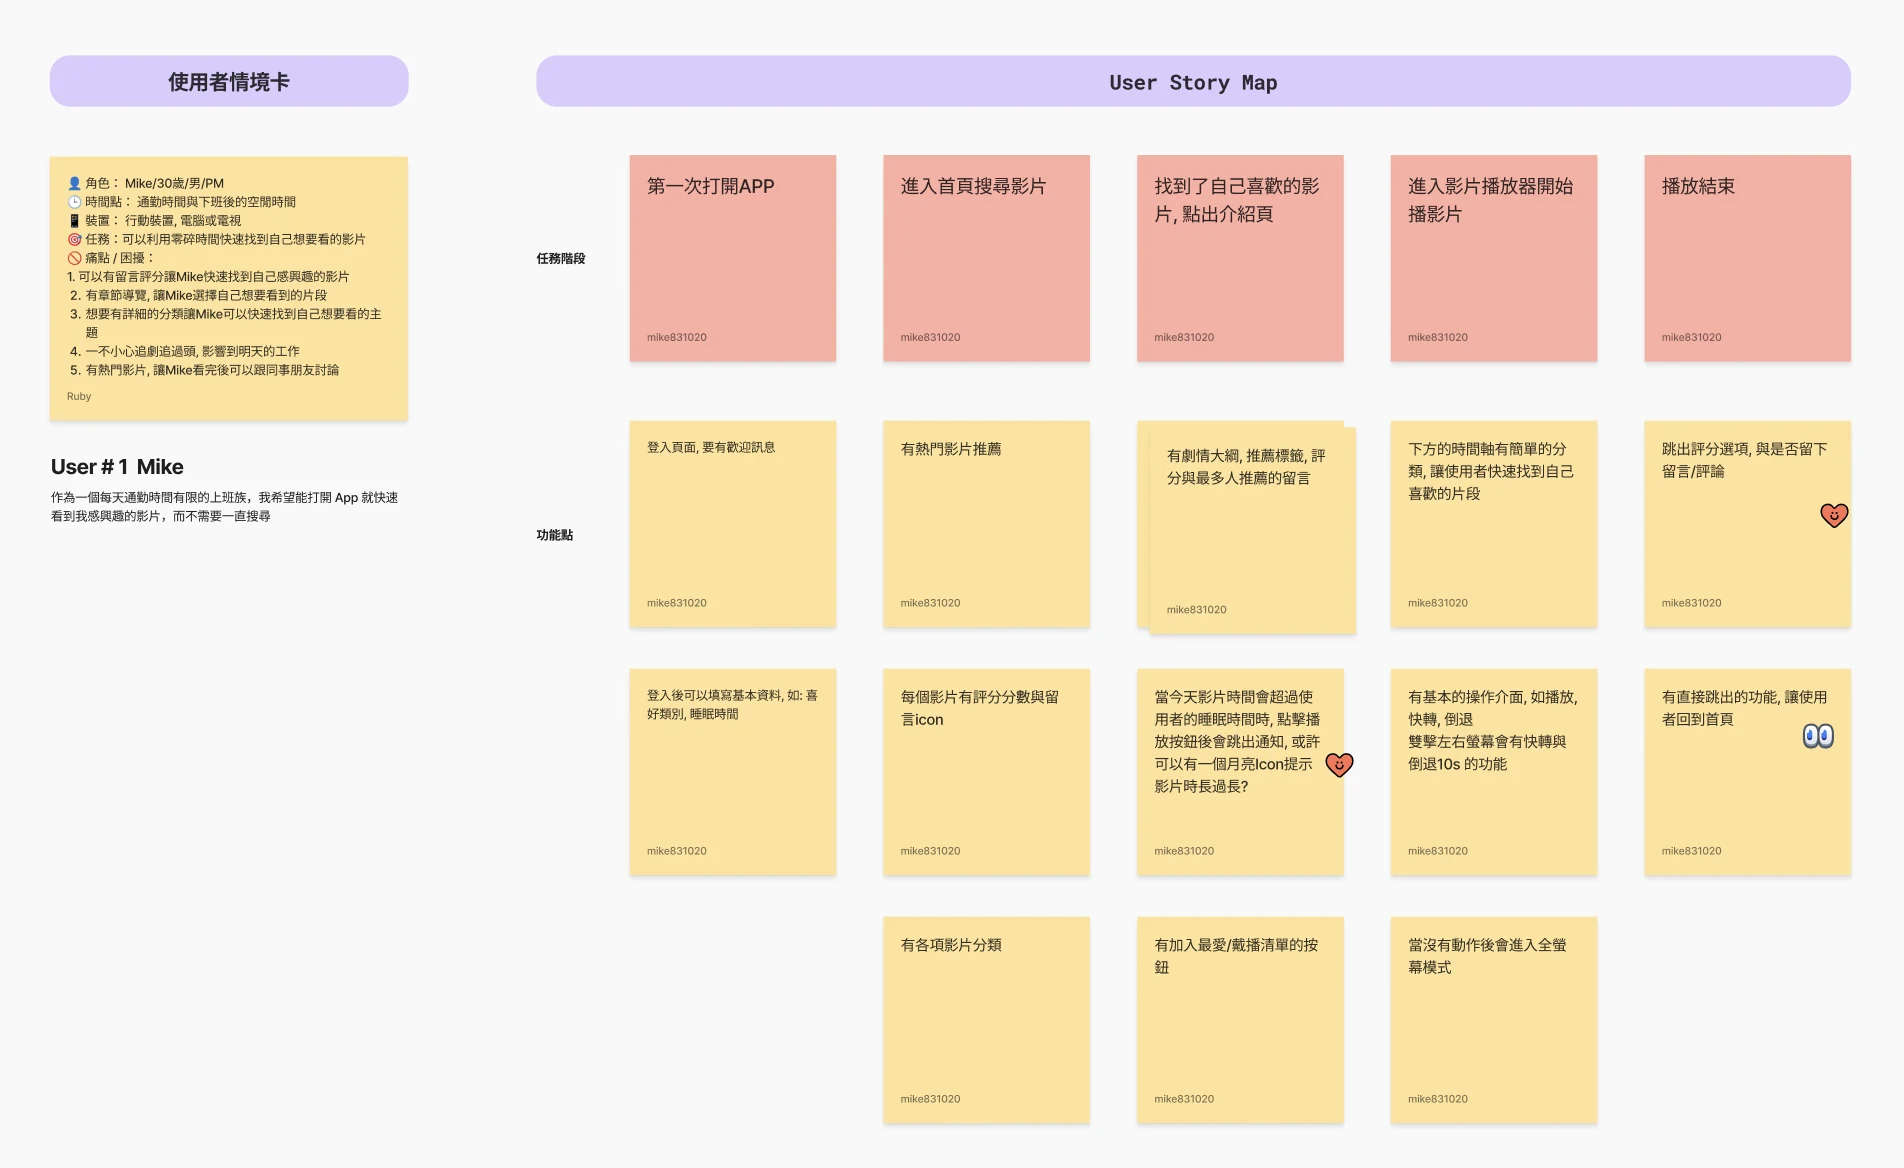 使用者情境卡
User Story Map
👤 角色： Mike/30歲/男/PM
🕒 時間點： 通勤時間與下班後的空閒時間
📱 裝置： 行動裝置, 電腦或電視
🎯 任務：可以利用零碎時間快速找到自己想要看的影片
🚫 痛點 / 困擾：
1. 可以有留言評分讓Mike快速找到自己感興趣的影片
2. 有章節導覽, 讓Mike選擇自己想要看到的片段
3. 想要有詳細的分類讓Mike可以快速找到自己想要看的主
題
4. 一不小心追劇追過頭, 影響到明天的工作
5. 有熱門影片, 讓Mike看完後可以跟同事朋友討論
Ruby
User # 1 Mike
作為一個每天通勤時間有限的上班族，我希望能打開 App 就快速
看到我感興趣的影片，而不需要一直搜尋
任務階段
第一次打開APP
mike831020
進入首頁搜尋影片
mike831020
找到了自己喜歡的影
片, 點出介紹頁
mike831020
進入影片播放器開始
播影片
mike831020
播放結束
mike831020
功能點
登入頁面, 要有歡迎訊息
mike831020
有熱門影片推薦
mike831020
有劇情大綱, 推薦標籤, 評
分與最多人推薦的留言
mike831020
下方的時間軸有簡單的分
類, 讓使用者快速找到自己
喜歡的片段
mike831020
跳出評分選項, 與是否留下
留言/評論
mike831020
登入後可以填寫基本資料, 如: 喜
好類別, 睡眠時間
mike831020
每個影片有評分分數與留
言icon
mike831020
當今天影片時間會超過使
用者的睡眠時間時, 點擊播
放按鈕後會跳出通知, 或許
可以有一個月亮Icon提示
影片時長過長?
mike831020
有基本的操作介面, 如播放,
快轉, 倒退
雙擊左右螢幕會有快轉與
倒退10s 的功能
mike831020
有直接跳出的功能, 讓使用
者回到首頁
mike831020
有各項影片分類
mike831020
有加入最愛/戴播清單的按
鈕
mike831020
當沒有動作後會進入全螢
幕模式
mike831020